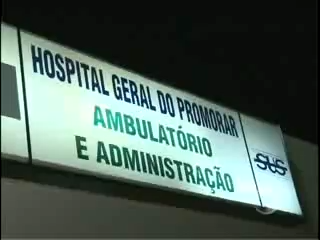 HOSPITAL GERAL DO PROMORAR
AMBULATÓRIO
E ADMINISTRAÇÃO
SUS